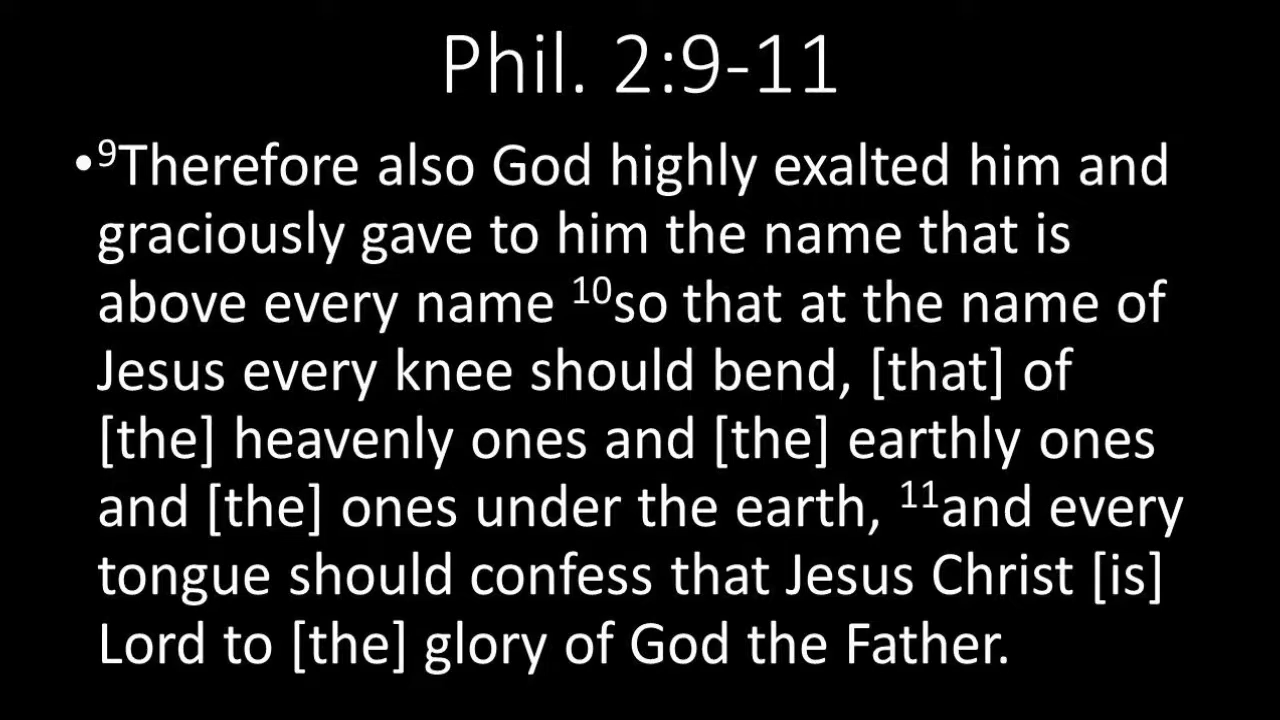 Phil. 2:9-11
•⁹Therefore also God highly exalted him and
graciously gave to him the name that is
above every name ¹⁰so that at the name of
Jesus every knee should bend, [that] of
[the] heavenly ones and [the] earthly ones
and [the] ones under the earth, ¹¹and every
tongue should confess that Jesus Christ [is]
Lord to [the] glory of God the Father.